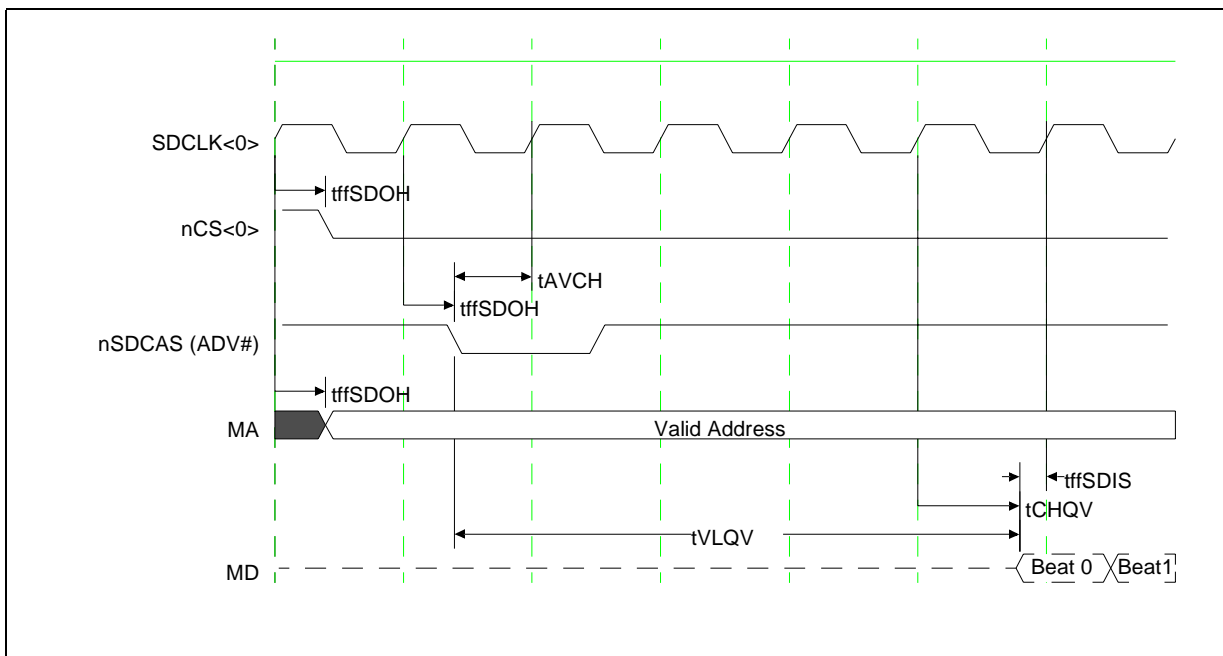 SDCLK<0>
tffSDOH
nCS<0>
tAVCH
tffSDOH
nSDCAS (ADV#)
tffSDOH
MA
Valid Address
tffSDIS
tCHQV
tVLQV
MD
Beat 0
Beat1